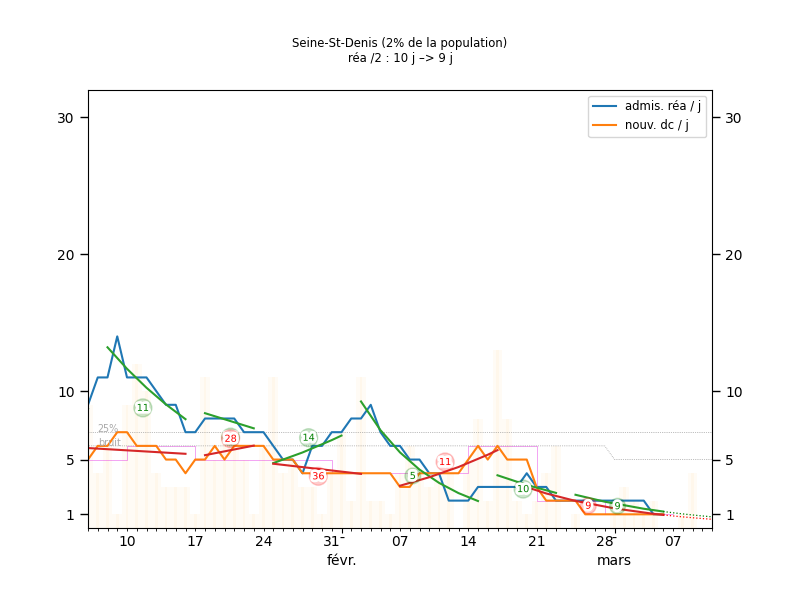 Seine-St-Denis (2% de la population)
réa /2 : 10 j –> 9 j
admis. réa / j
nouv. dc / j
30 30
20 20
10 10
5 5
1 1
25%
bruit
11
28
14
36
5
11
10
9
9
10 17 24 31 07 14 21 28 07
févr. mars